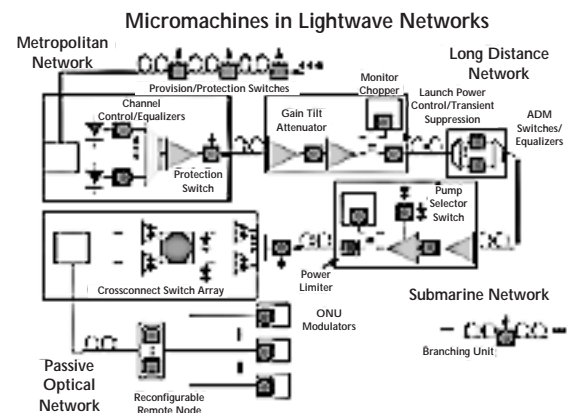 Micromachines in Lightwave Networks
Metropolitan
Network
Provision/Protection Switches
Monitor
Chopper
Long Distance
Network
Channel
Control/Equalizers
Gain Tilt
Attenuator
Launch Power
Control/Transient
Suppression
ADM
Switches/
Equalizers
Protection
Switch
Pump
Selector
Switch
Power
Limiter
Crossconnect Switch Array
Submarine Network
ONU
Modulators
Branching Unit
Passive
Optical
Network
Reconfigurable
Remote Node